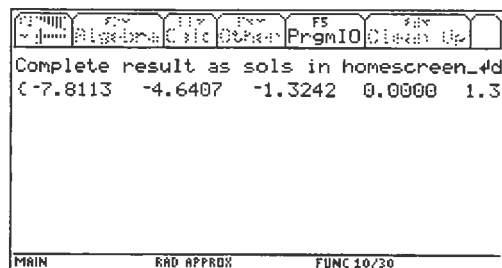 Algebra Calc Other F5 PrgmIO Clean Up
Complete result as sols in homescreen_↲d
{-7.8113 -4.6407 -1.3242 0.0000 1.3
MAIN RAD APPROX FUNC 10/30